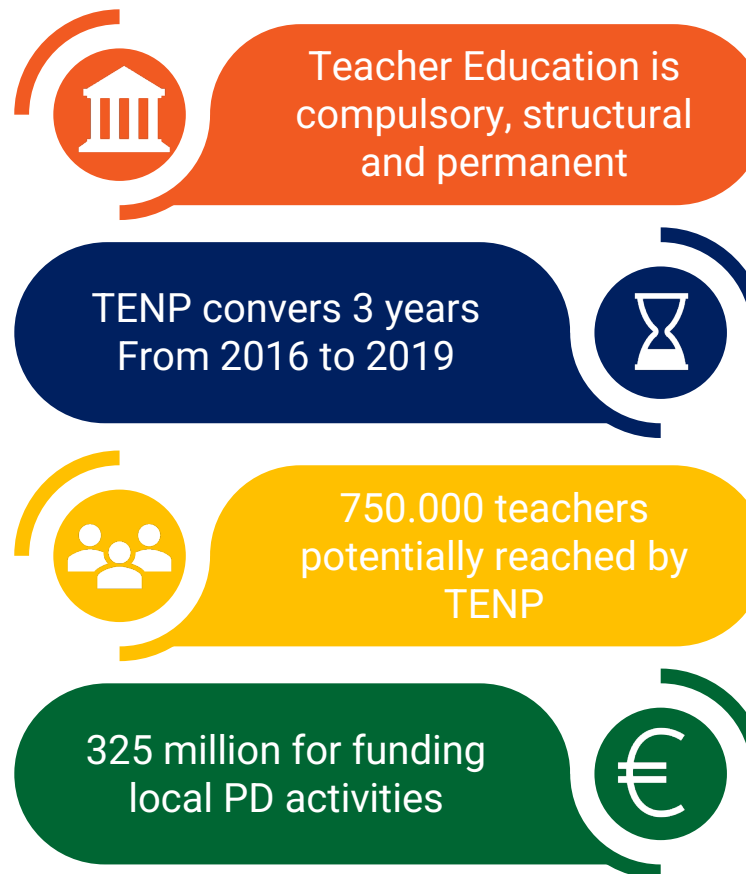 Teacher Education is
compulsory, structural
and permanent
TENP convers 3 years
From 2016 to 2019
750.000 teachers
potentially reached by
TENP
325 million for funding
local PD activities
€